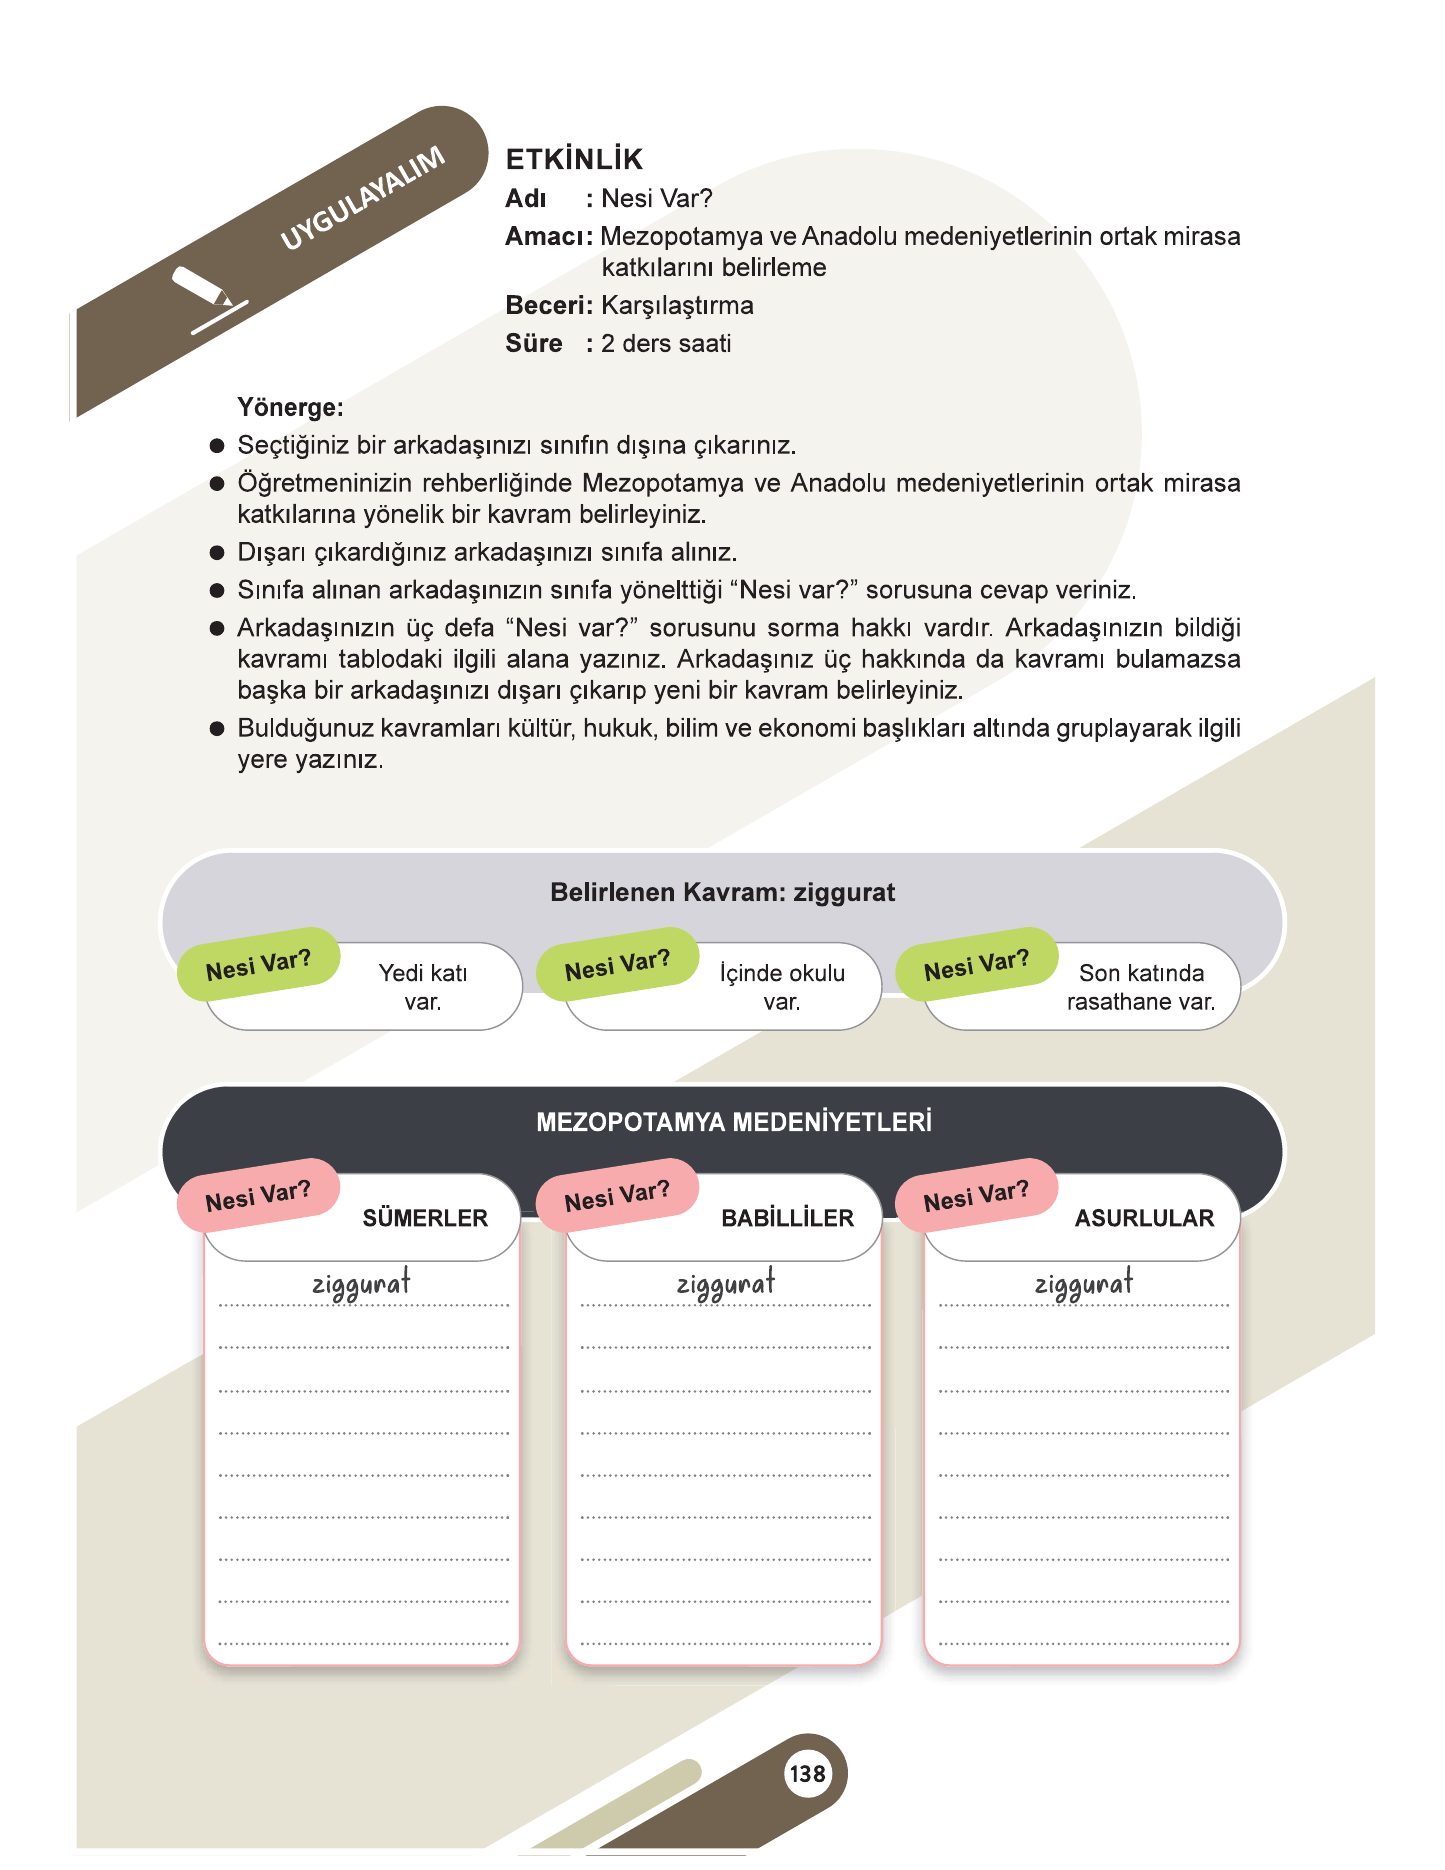 UYGULAYALIM
ETKİNLİK
Adı : Nesi Var?
Amacı: Mezopotamya ve Anadolu medeniyetlerinin ortak mirasa
katkılarını belirleme
Beceri: Karşılaştırma
Süre : 2 ders saati
Yönerge:
● Seçtiğiniz bir arkadaşınızı sınıfın dışına çıkarınız.
● Öğretmeninizin rehberliğinde Mezopotamya ve Anadolu medeniyetlerinin ortak mirasa
katkılarına yönelik bir kavram belirleyiniz.
● Dışarı çıkardığınız arkadaşınızı sınıfa alınız.
● Sınıfa alınan arkadaşınızın sınıfa yönelttiği “Nesi var?” sorusuna cevap veriniz.
● Arkadaşınızın üç defa “Nesi var?” sorusunu sorma hakkı vardır. Arkadaşınızın bildiği
kavramı tablodaki ilgili alana yazınız. Arkadaşınız üç hakkında da kavramı bulamazsa
başka bir arkadaşınızı dışarı çıkarıp yeni bir kavram belirleyiniz.
● Bulduğunuz kavramları kültür, hukuk, bilim ve ekonomi başlıkları altında gruplayarak ilgili
yere yazınız.
Belirlenen Kavram: ziggurat
Nesi Var?
Yedi katı
var.
Nesi Var?
İçinde okulu
var.
Nesi Var?
Son katında
rasathane var.
MEZOPOTAMYA MEDENİYETLERİ
Nesi Var?
SÜMERLER
ziggurat
Nesi Var?
BABİLLİLER
ziggurat
Nesi Var?
ASURLULAR
ziggurat
138